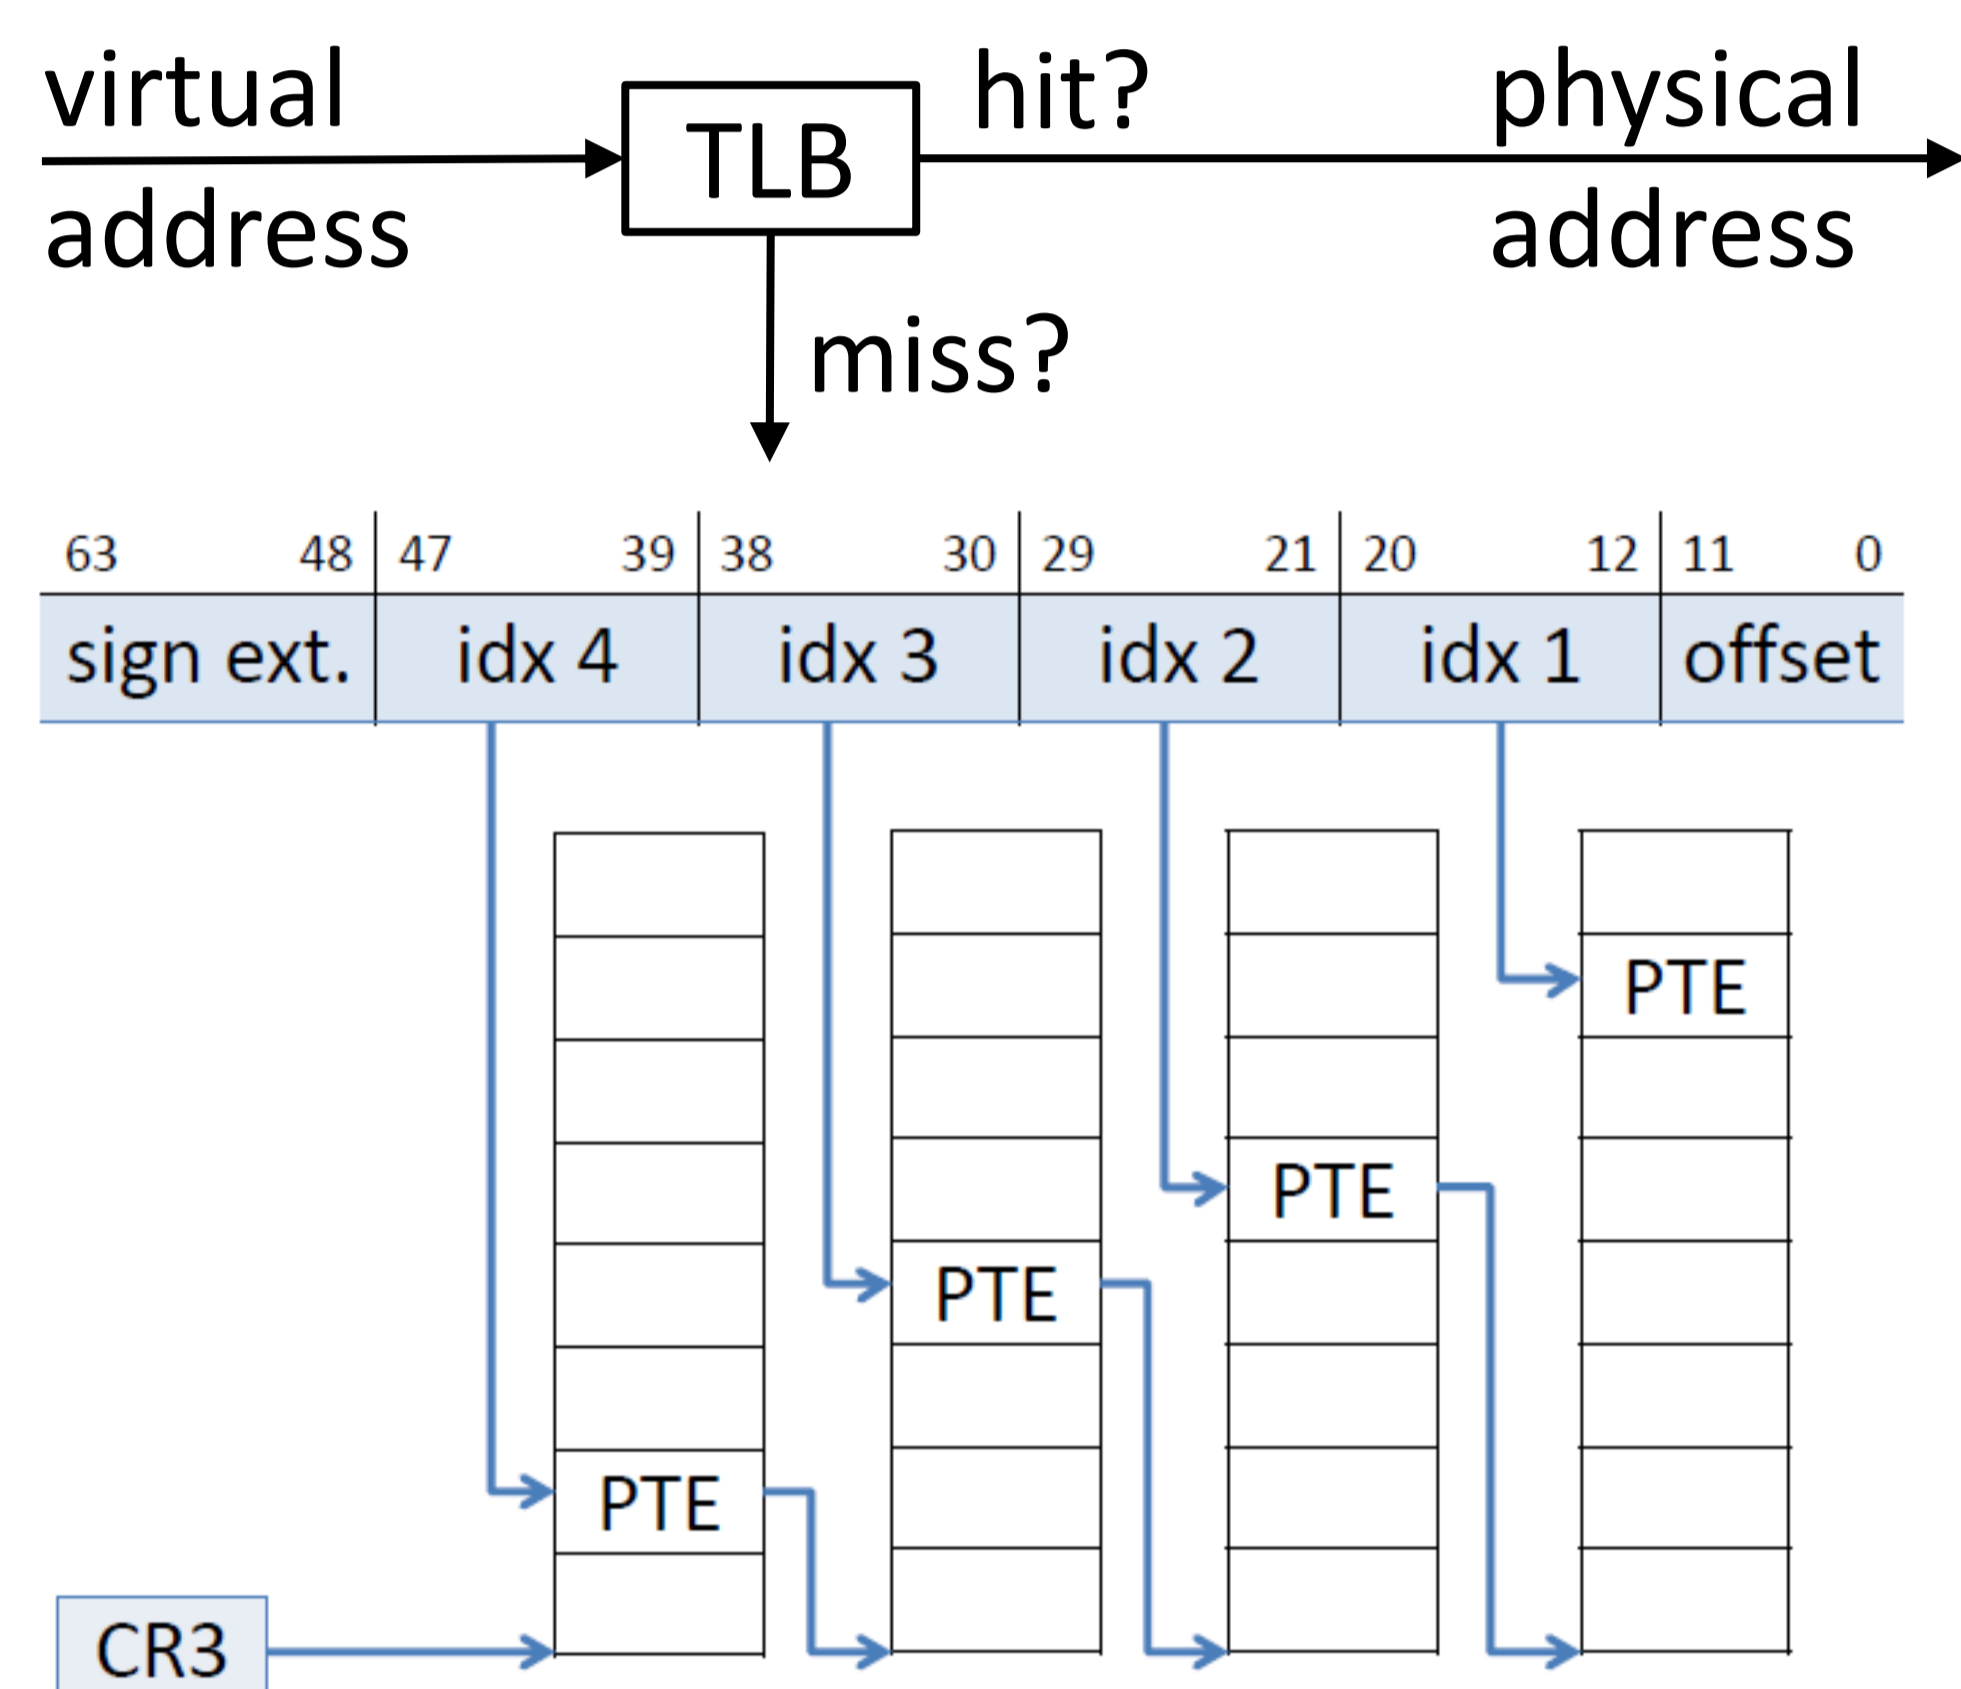 virtual
address
TLB
hit?
physical
address
miss?
63 48 47 39 38 30 29 21 20 12 11 0
sign ext. idx 4 idx 3 idx 2 idx 1 offset
PTE
PTE
PTE
PTE
CR3